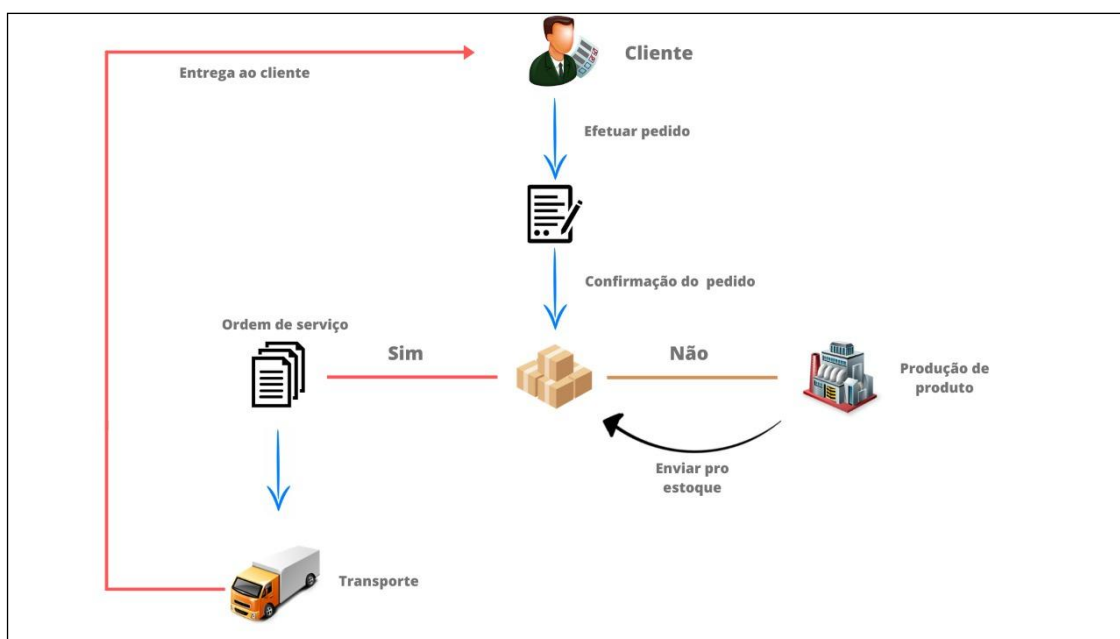 Cliente
Entrega ao cliente
Efetuar pedido
Confirmação do pedido
Ordem de serviço
Sim
Não
Produção de
produto
Enviar pro
estoque
Transporte